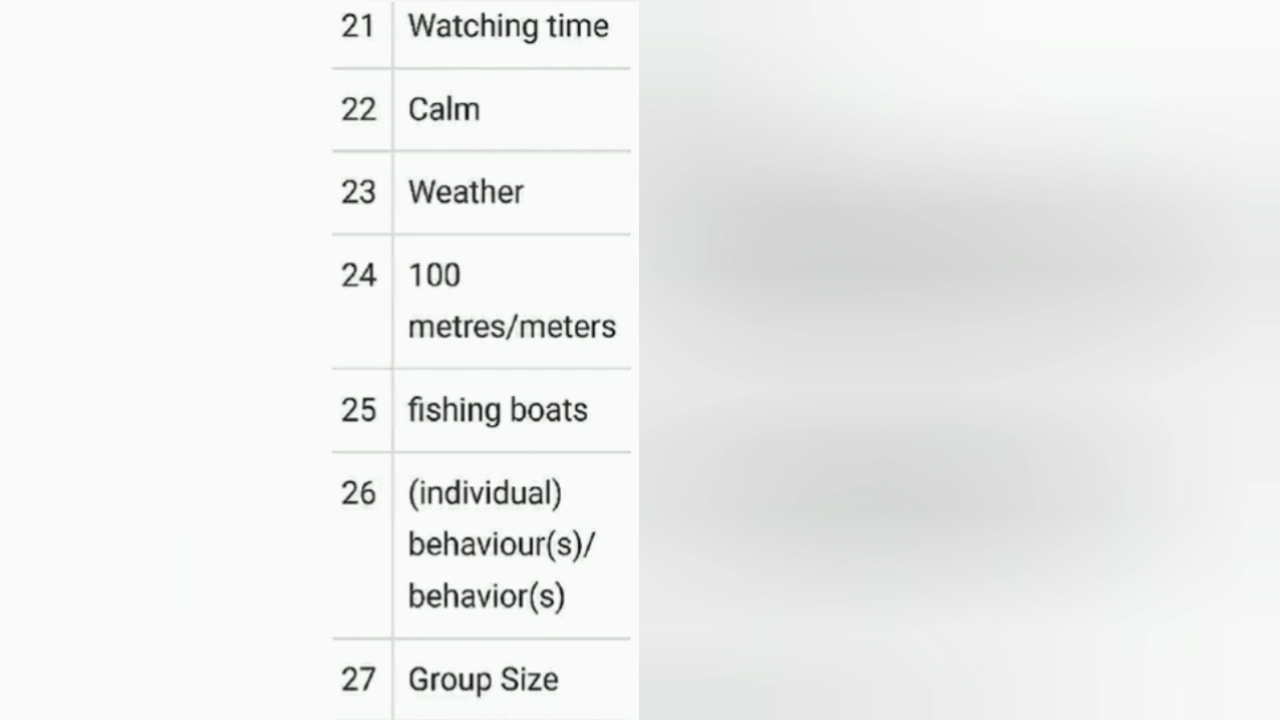 21 Watching time
22 Calm
23 Weather
24 100
metres/meters
25 fishing boats
26 (individual)
behaviour(s)/
behavior(s)
27 Group Size